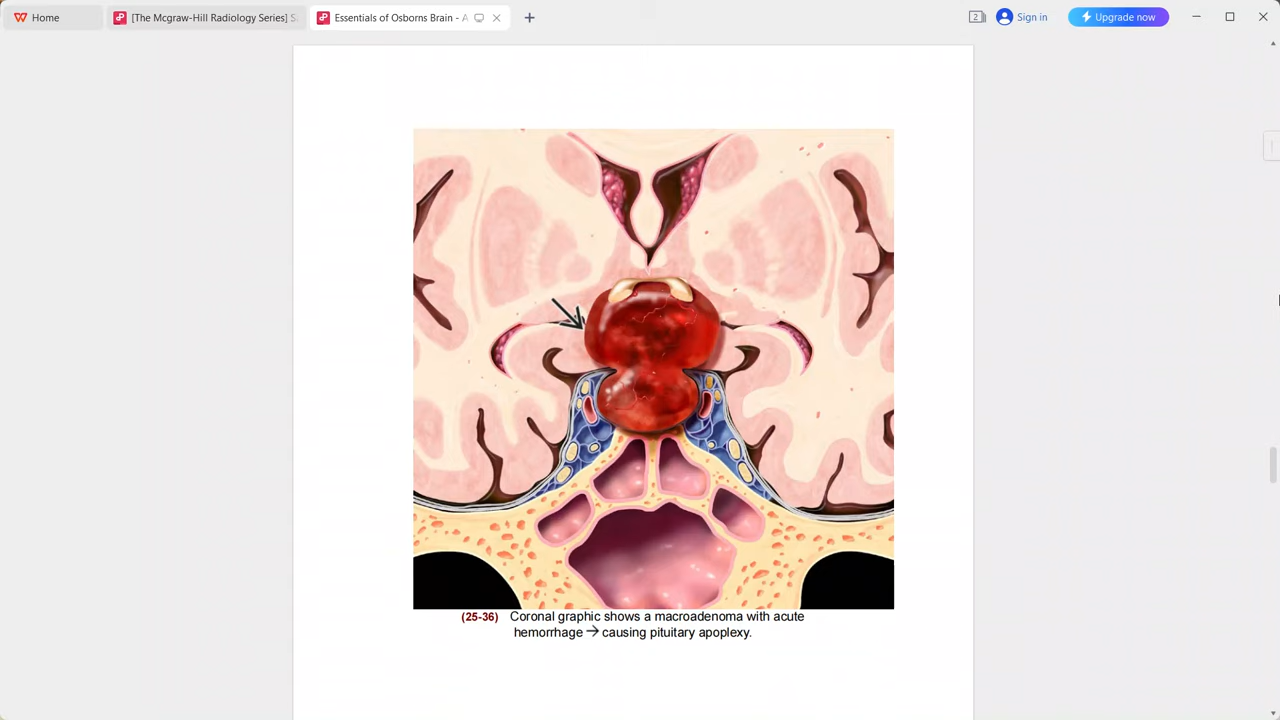 Home
[The Mcgraw-Hill Radiology Series] S
Essentials of Osborns Brain - A
2
Sign in
Upgrade now
(25-36) Coronal graphic shows a macroadenoma with acute
hemorrhage → causing pituitary apoplexy.